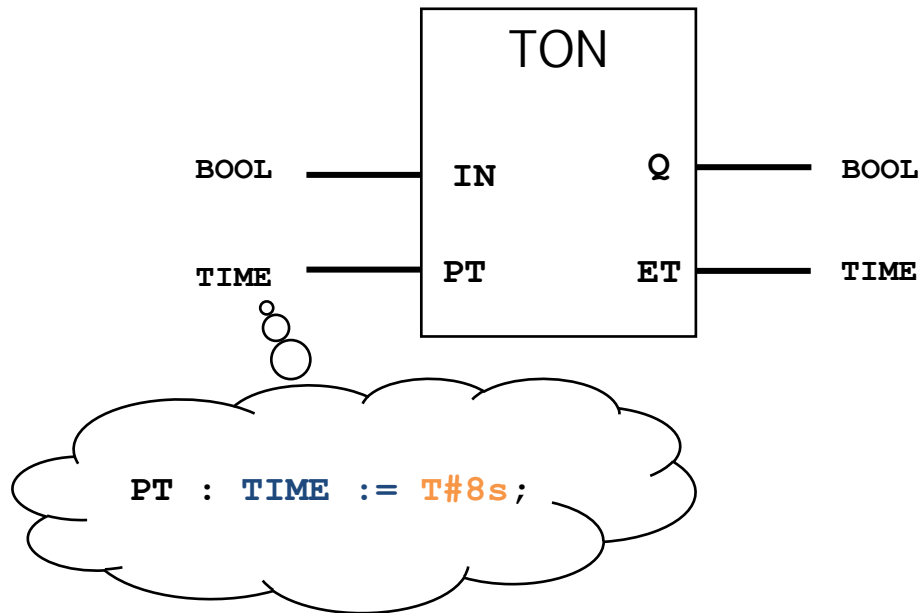 TON
BOOL IN Q BOOL
TIME PT ET TIME
PT : TIME := T#8s;